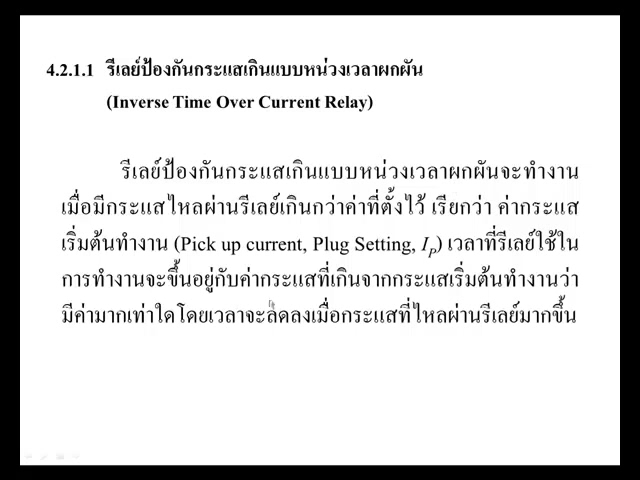 4.2.1.1 รีเลย์ป้องกันกระแสเกินแบบหน่วงเวลาผกผัน
(Inverse Time Over Current Relay)
รีเลย์ป้องกันกระแสเกินแบบหน่วงเวลาผกผันจะทำงาน
เมื่อมีกระแสไหลผ่านรีเลย์เกินกว่าค่าที่ตั้งไว้ เรียกว่า ค่ากระแส
เริ่มต้นทำงาน (Pick up current, Plug Setting, IP) เวลาที่รีเลย์ใช้ใน
การทำงานจะขึ้นอยู่กับค่ากระแสที่เกินจากกระแสเริ่มต้นทำงานว่า
มีค่ามากเท่าใดโดยเวลาจะลดลงเมื่อกระแสที่ไหลผ่านรีเลย์มากขึ้น